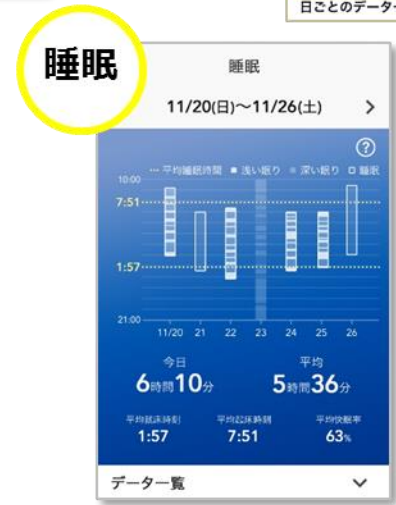 日ごとのデータ
睡眠
睡眠
11/20(日)～11/26(土)
>
?
平均睡眠時間 浅い眠り 深い眠り 睡眠
10:00
7:51
1:57
21:00
11/20 21 22 23 24 25 26
今日 平均
6時間10分 5時間36分
平均就床時刻 平均起床時刻 平均快眠率
1:57 7:51 63%
データ一覧